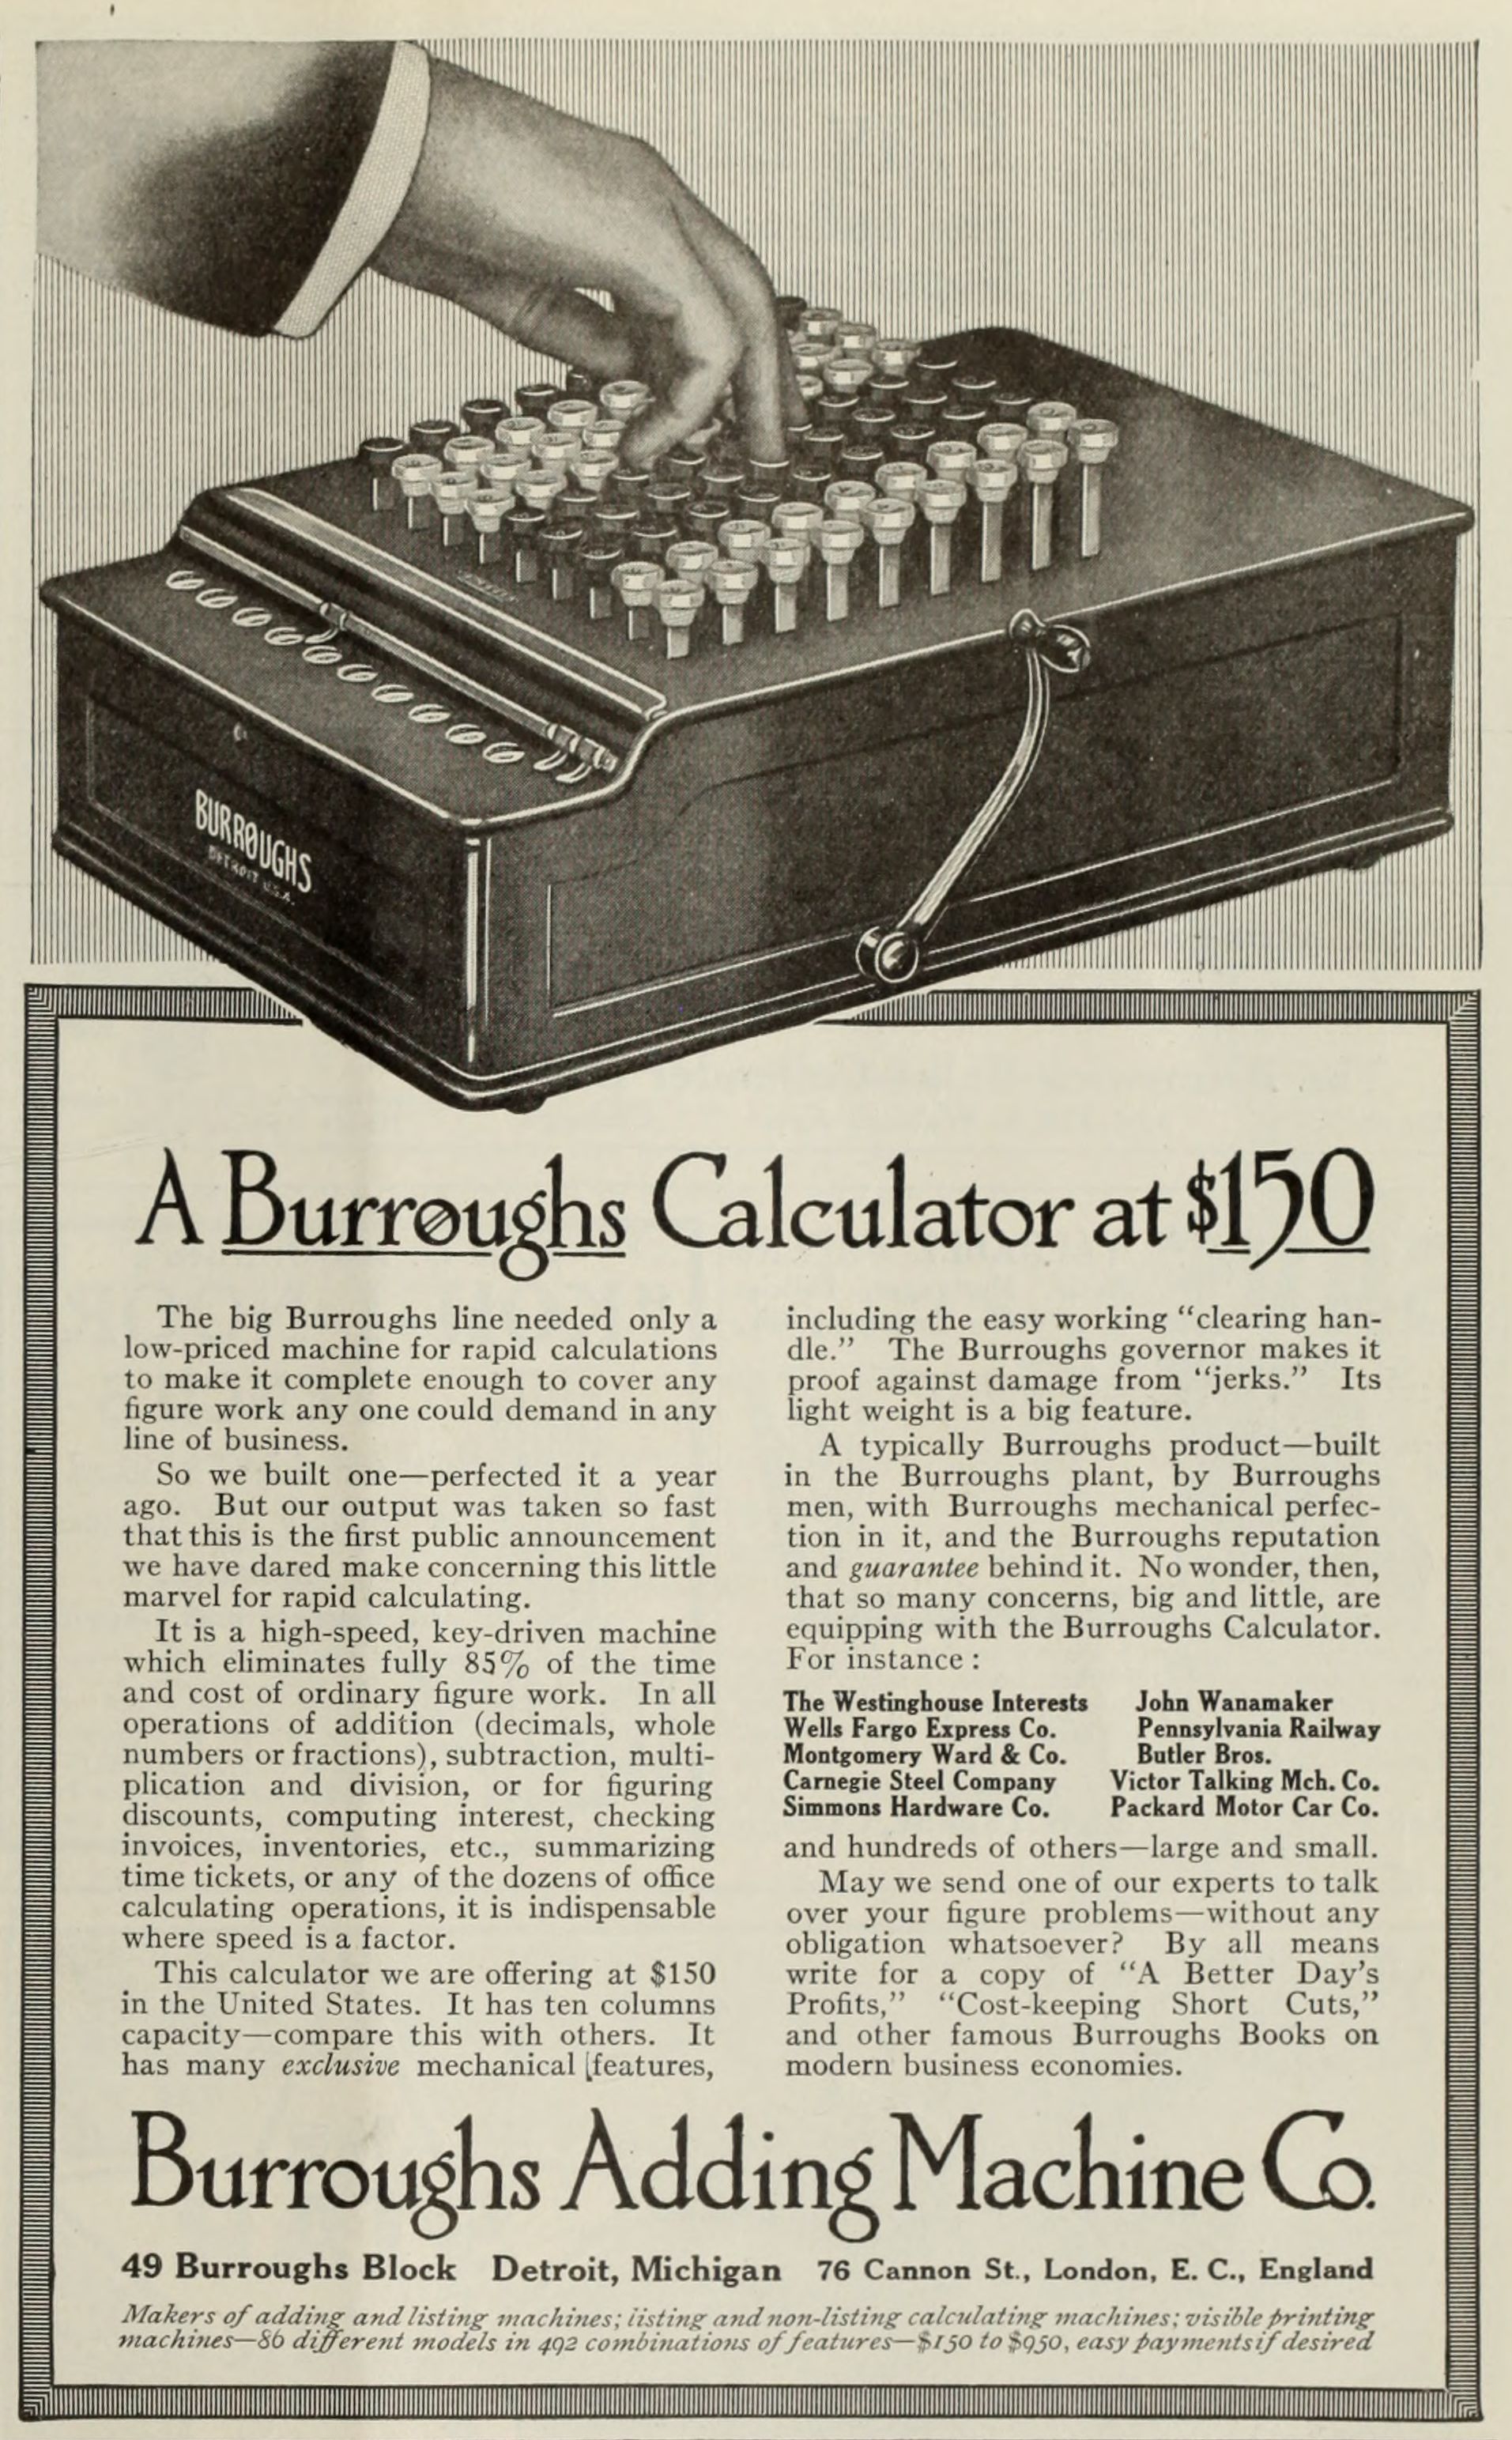 BURROUGHS
DETROIT U.S.A.
A Burroughs Calculator at $150
The big Burroughs line needed only a
low-priced machine for rapid calculations
to make it complete enough to cover any
figure work any one could demand in any
line of business.
So we built one—perfected it a year
ago. But our output was taken so fast
that this is the first public announcement
we have dared make concerning this little
marvel for rapid calculating.
It is a high-speed, key-driven machine
which eliminates fully 85% of the time
and cost of ordinary figure work. In all
operations of addition (decimals, whole
numbers or fractions), subtraction, multi-
plication and division, or for figuring
discounts, computing interest, checking
invoices, inventories, etc., summarizing
time tickets, or any of the dozens of office
calculating operations, it is indispensable
where speed is a factor.
This calculator we are offering at $150
in the United States. It has ten columns
capacity—compare this with others. It
has many exclusive mechanical features,
including the easy working "clearing han-
dle." The Burroughs governor makes it
proof against damage from "jerks." Its
light weight is a big feature.
A typically Burroughs product—built
in the Burroughs plant, by Burroughs
men, with Burroughs mechanical perfec-
tion in it, and the Burroughs reputation
and guarantee behind it. No wonder, then,
that so many concerns, big and little, are
equipping with the Burroughs Calculator.
For instance:
The Westinghouse Interests John Wanamaker
Wells Fargo Express Co. Pennsylvania Railway
Montgomery Ward & Co. Butler Bros.
Carnegie Steel Company Victor Talking Mch. Co.
Simmons Hardware Co. Packard Motor Car Co.
and hundreds of others—large and small.
May we send one of our experts to talk
over your figure problems—without any
obligation whatsoever? By all means
write for a copy of "A Better Day's
Profits," "Cost-keeping Short Cuts,"
and other famous Burroughs Books on
modern business economies.
Burroughs Adding Machine Co.
49 Burroughs Block Detroit, Michigan 76 Cannon St., London, E. C., England
Makers of adding and listing machines; listing and non-listing calculating machines; visible printing
machines—86 different models in 492 combinations of features—$150 to $950, easy payments if desired